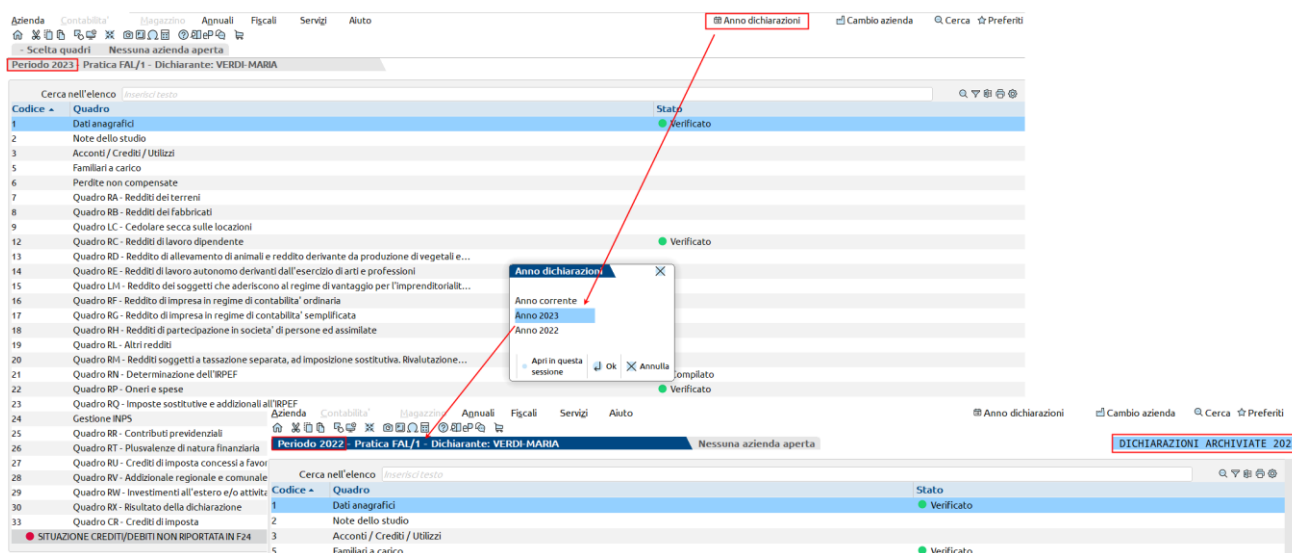 Azienda Contabilita' Magazzino Annuali Fiscali Servizi Aiuto Anno dichiarazioni Cambio azienda Cerca Preferiti
- Scelta quadri Nessuna azienda aperta
Periodo 2023 - Pratica FAL/1 - Dichiarante: VERDI-MARIA
Cerca nell'elenco Inserisci testo
Codice Quadro Stato
1 Dati anagrafici Verificato
2 Note dello studio
3 Acconti / Crediti / Utilizzi
5 Familiari a carico
6 Perdite non compensate
7 Quadro RA - Redditi dei terreni
8 Quadro RB - Redditi dei fabbricati
9 Quadro LC - Cedolare secca sulle locazioni
12 Quadro RC - Redditi di lavoro dipendente Verificato
13 Quadro RD - Reddito di allevamento di animali e reddito derivante da produzione di vegetali e...
14 Quadro RE - Redditi di lavoro autonomo derivanti dall'esercizio di arti e professioni
15 Quadro LM - Reddito dei soggetti che aderiscono al regime di vantaggio per l'imprenditorialit...
16 Quadro RF - Reddito di impresa in regime di contabilita' ordinaria
17 Quadro RG - Reddito di impresa in regime di contabilita' semplificata
18 Quadro RH - Redditi di partecipazione in societa' di persone ed assimilate
19 Quadro RL - Altri redditi
20 Quadro RM - Redditi soggetti a tassazione separata, ad imposizione sostitutiva. Rivalutazione...
21 Quadro RN - Determinazione dell'IRPEF Compilato
22 Quadro RP - Oneri e spese Verificato
23 Quadro RQ - Imposte sostitutive e addizionali all'IRPEF
24 Gestione INPS
25 Quadro RR - Contributi previdenziali
26 Quadro RT - Plusvalenze di natura finanziaria
27 Quadro RU - Crediti di imposta concessi a favor
28 Quadro RV - Addizionale regionale e comunale
29 Quadro RW - Investimenti all'estero e/o attivita
30 Quadro RX - Risultato della dichiarazione
33 Quadro CR - Crediti di imposta
SITUAZIONE CREDITI/DEBITI NON RIPORTATA IN F24
Anno dichiarazioni
Anno corrente
Anno 2023
Anno 2022
Apri in questa sessione Ok Annulla
Azienda Contabilita' Magazzino Annuali Fiscali Servizi Aiuto Anno dichiarazioni Cambio azienda Cerca Preferiti
Periodo 2022 - Pratica FAL/1 - Dichiarante: VERDI-MARIA Nessuna azienda aperta DICHIARAZIONI ARCHIVIATE 202
Cerca nell'elenco Inserisci testo
Codice Quadro Stato
1 Dati anagrafici Verificato
2 Note dello studio
3 Acconti / Crediti / Utilizzi
5 Familiari a carico Verificato